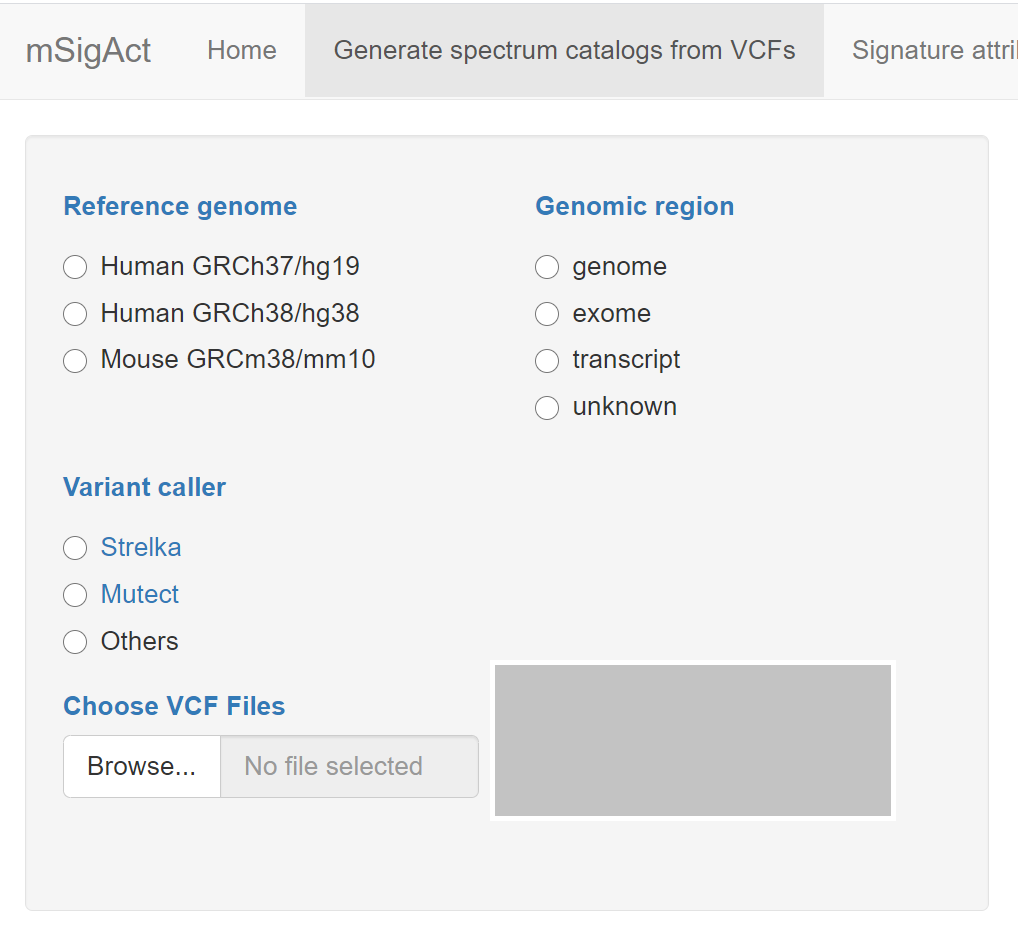 mSigAct Home Generate spectrum catalogs from VCFs Signature attri
Reference genome
Human GRCh37/hg19
Human GRCh38/hg38
Mouse GRCm38/mm10
Genomic region
genome
exome
transcript
unknown
Variant caller
Strelka
Mutect
Others
Choose VCF Files
Browse... No file selected